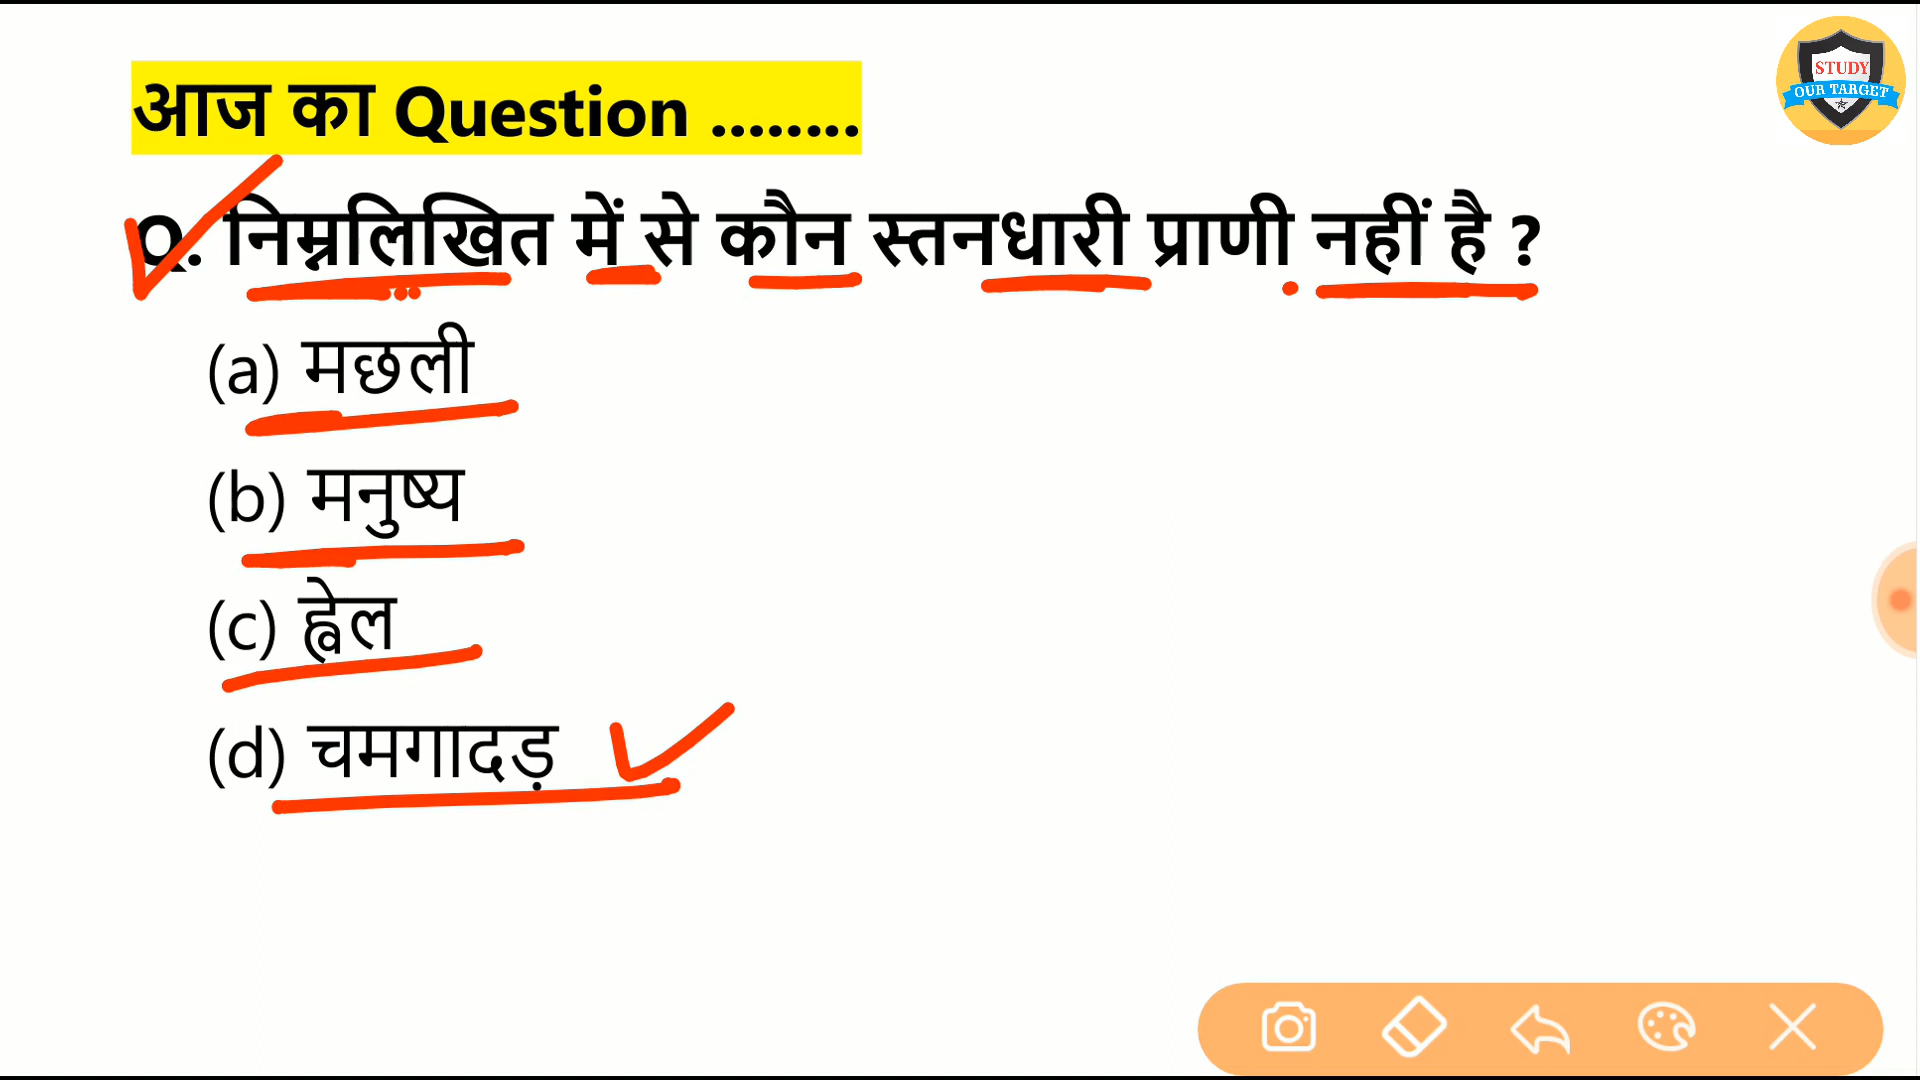 STUDY
OUR TARGET
आज का Question ........
Q. निम्नलिखित में से कौन स्तनधारी प्राणी नहीं है ?
(a) मछली
(b) मनुष्य
(c) ह्वेल
(d) चमगादड़